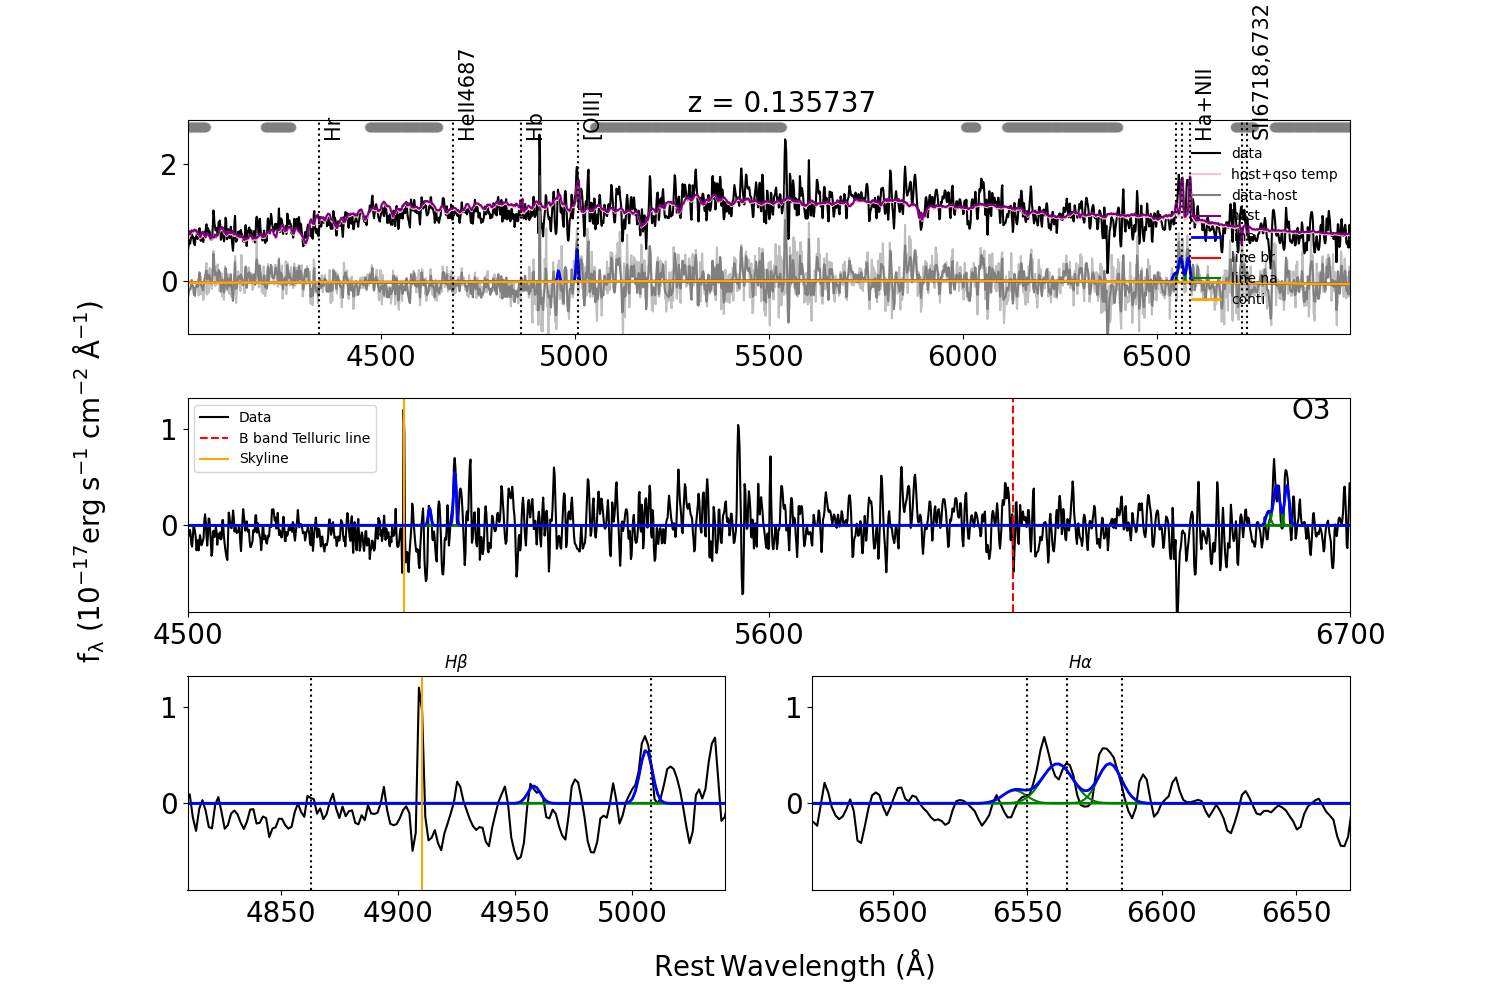 z = 0.135737
Hr
HeII4687
Hb
[OIII]
Ha+NII
SII6718,6732
data
host+qso temp
data-host
host
line br
line na
conti
2
0
4500
5000
5500
6000
6500
fλ (10⁻¹⁷erg s⁻¹ cm⁻² Å⁻¹)
O3
Data
B band Telluric line
Skyline
1
0
4500
5600
6700
Hβ
1
0
4850
4900
4950
5000
Hα
1
0
6500
6550
6600
6650
Rest Wavelength (Å)